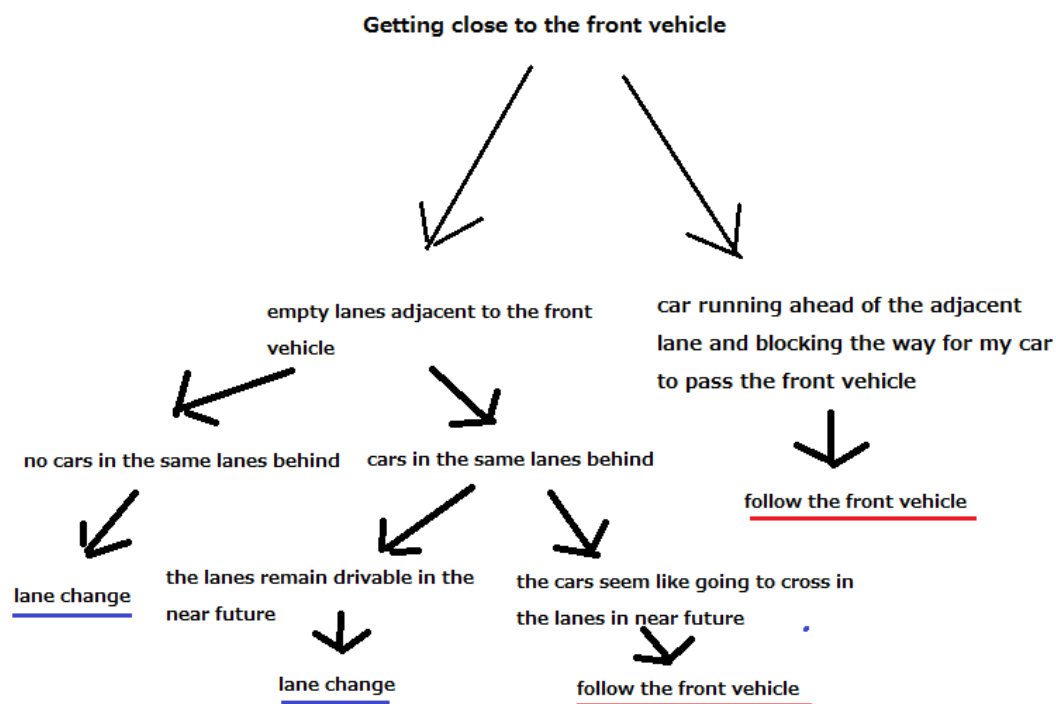 Getting close to the front vehicle
empty lanes adjacent to the front
vehicle
car running ahead of the adjacent
lane and blocking the way for my car
to pass the front vehicle
no cars in the same lanes behind
cars in the same lanes behind
follow the front vehicle
lane change
the lanes remain drivable in the
near future
the cars seem like going to cross in
the lanes in near future
lane change
follow the front vehicle